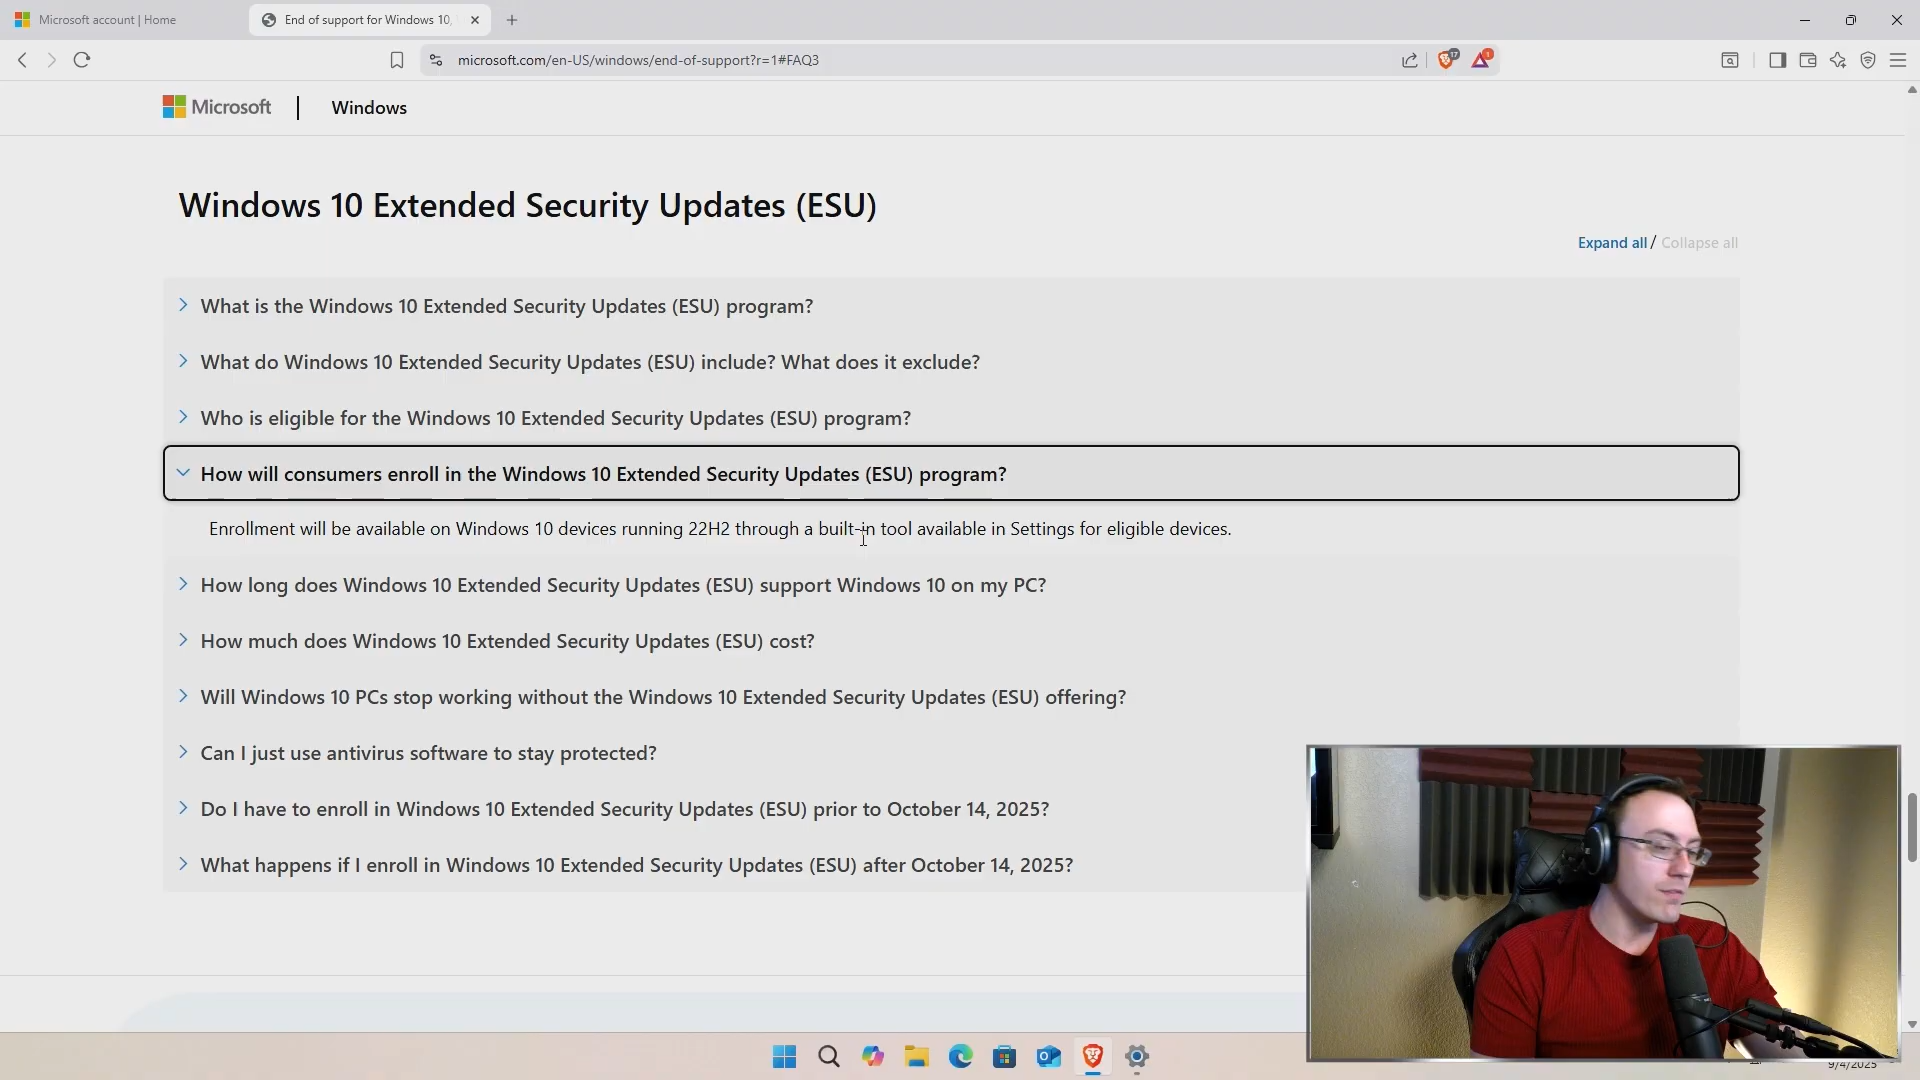 Microsoft account | Home
End of support for Windows 10,
microsoft.com/en-US/windows/end-of-support?r=1#FAQ3
17
1
Microsoft | Windows
Windows 10 Extended Security Updates (ESU)
Expand all / Collapse all
What is the Windows 10 Extended Security Updates (ESU) program?
What do Windows 10 Extended Security Updates (ESU) include? What does it exclude?
Who is eligible for the Windows 10 Extended Security Updates (ESU) program?
How will consumers enroll in the Windows 10 Extended Security Updates (ESU) program?
Enrollment will be available on Windows 10 devices running 22H2 through a built-in tool available in Settings for eligible devices.
How long does Windows 10 Extended Security Updates (ESU) support Windows 10 on my PC?
How much does Windows 10 Extended Security Updates (ESU) cost?
Will Windows 10 PCs stop working without the Windows 10 Extended Security Updates (ESU) offering?
Can I just use antivirus software to stay protected?
Do I have to enroll in Windows 10 Extended Security Updates (ESU) prior to October 14, 2025?
What happens if I enroll in Windows 10 Extended Security Updates (ESU) after October 14, 2025?
9/4/2025